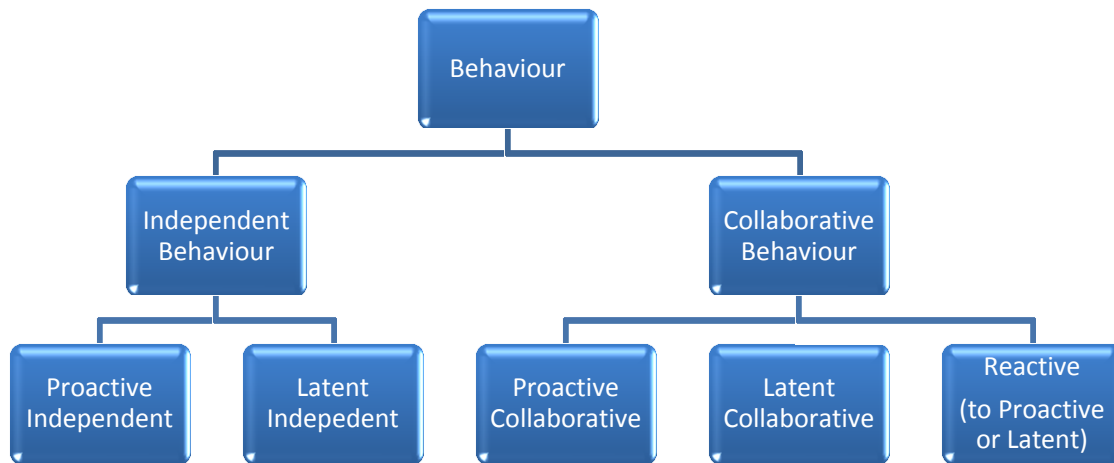 Behaviour
Independent
Behaviour
Collaborative
Behaviour
Proactive
Independent
Latent
Indepedent
Proactive
Collaborative
Latent
Collaborative
Reactive
(to Proactive
or Latent)